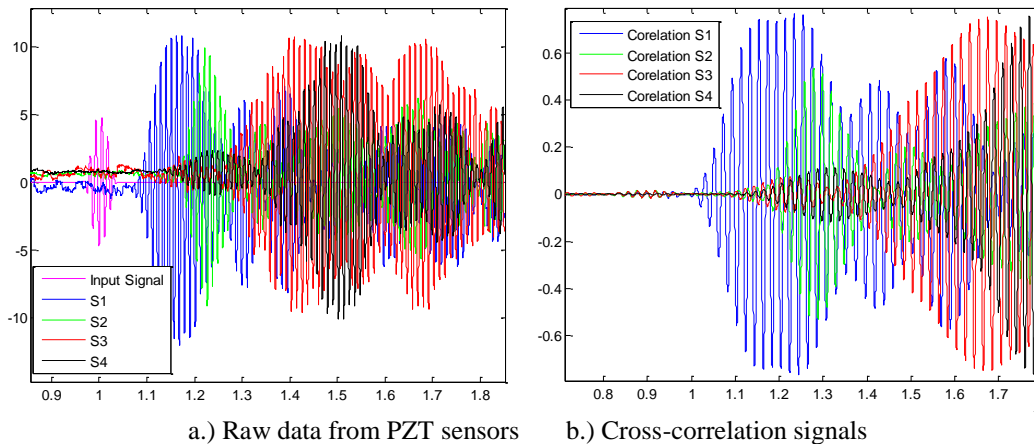 10
5
0
-5
-10
Input Signal
S1
S2
S3
S4
0.9 1 1.1 1.2 1.3 1.4 1.5 1.6 1.7 1.8
0.6
0.4
0.2
0
-0.2
-0.4
-0.6
Corelation S1
Corelation S2
Corelation S3
Corelation S4
0.8 0.9 1 1.1 1.2 1.3 1.4 1.5 1.6 1.7
a.) Raw data from PZT sensors b.) Cross-correlation signals